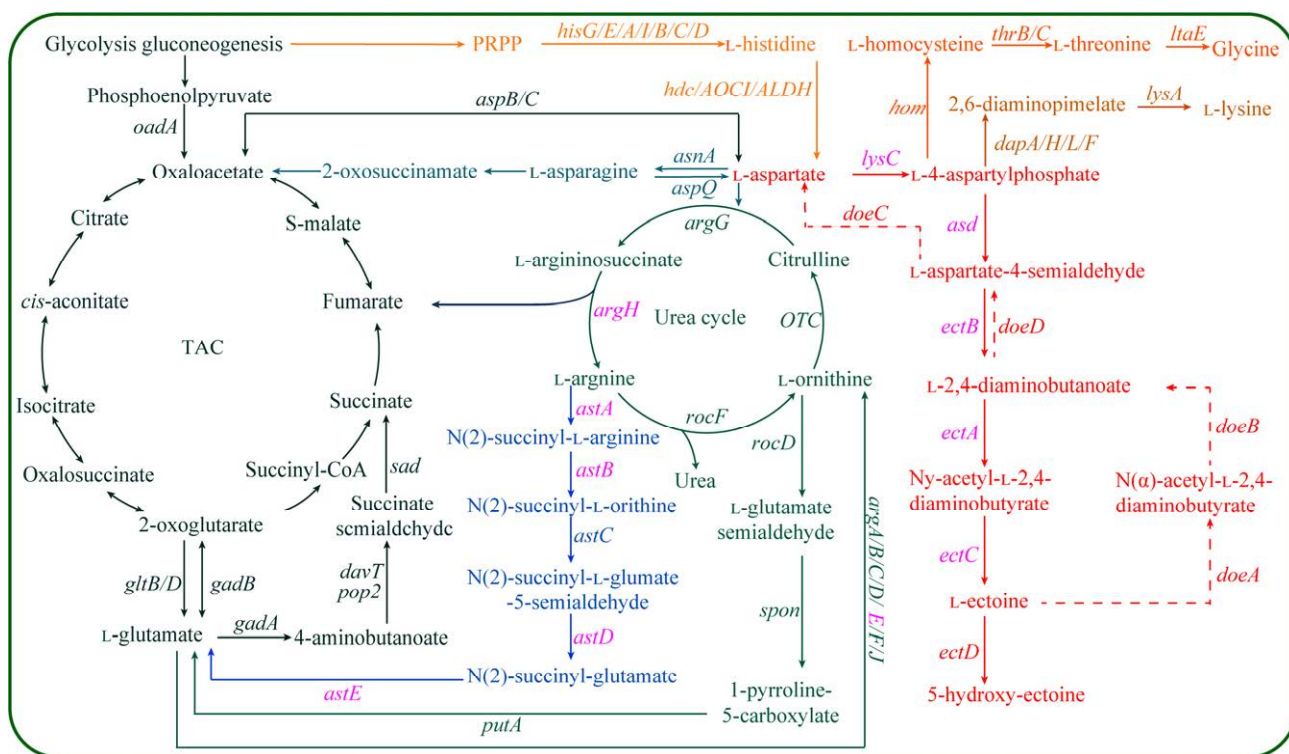 Glycolysis gluconeogenesis
PRPP
hisG/E/A/I/B/C/D
L-histidine
L-homocysteine
thrB/C
L-threonine
ltaE
Glycine
Phosphoenolpyruvate
hdc/AOCI/ALDH
aspB/C
hom
2,6-diaminopimelate
lysA
L-lysine
oadA
dapA/H/L/F
Oxaloacetate
2-oxosuccinamate
L-asparagine
asnA
aspQ
L-aspartate
lysC
L-4-aspartylphosphate
Citrate
S-malate
argG
doeC
asd
L-argininosuccinate
Citrulline
L-aspartate-4-semialdehyde
cis-aconitate
Fumarate
argH
Urea cycle
OTC
ectB
doeD
TAC
L-argnine
L-ornithine
L-2,4-diaminobutanoate
Isocitrate
Succinate
astA
rocF
rocD
ectA
doeB
N(2)-succinyl-L-arginine
Oxalosuccinate
Succinyl-CoA
sad
astB
Urea
Ny-acetyl-L-2,4-
diaminobutyrate
N(α)-acetyl-L-2,4-
diaminobutyrate
2-oxoglutarate
Succinate
scmialdchydc
N(2)-succinyl-L-orithine
L-glutamate
semialdehyde
astC
ectC
gltB/D
gadB
davT
pop2
N(2)-succinyl-L-glumate
-5-semialdehyde
argA/B/C/D/ E/F/J
doeA
L-ectoine
spon
L-glutamate
gadA
4-aminobutanoate
astD
ectD
astE
N(2)-succinyl-glutamatc
1-pyrroline-
5-carboxylate
5-hydroxy-ectoine
putA